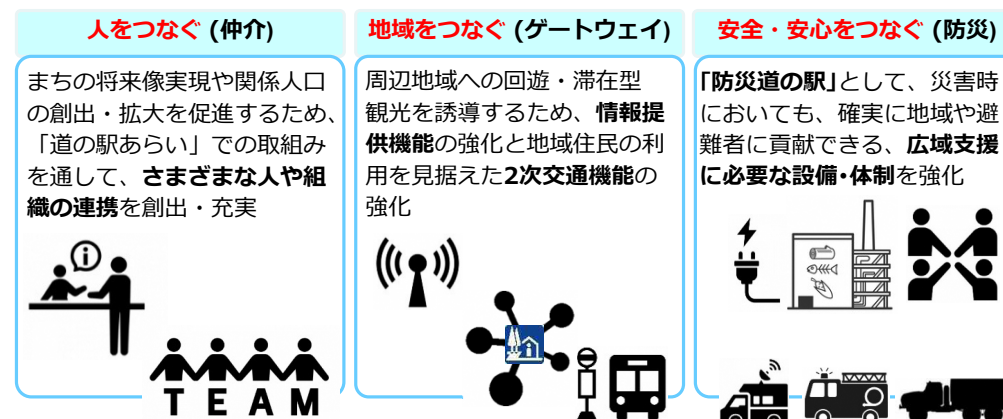 人をつなぐ (仲介)
まちの将来像実現や関係人口
の創出・拡大を促進するため、
「道の駅あらい」での取組み
を通して、さまざまな人や組
織の連携を創出・充実
TEAM
地域をつなぐ (ゲートウェイ)
周辺地域への回遊・滞在型
観光を誘導するため、情報提
供機能の強化と地域住民の利
用を見据えた2次交通機能の
強化
安全・安心をつなぐ (防災)
「防災道の駅」として、災害時
においても、確実に地域や避
難者に貢献できる、広域支援
に必要な設備・体制を強化